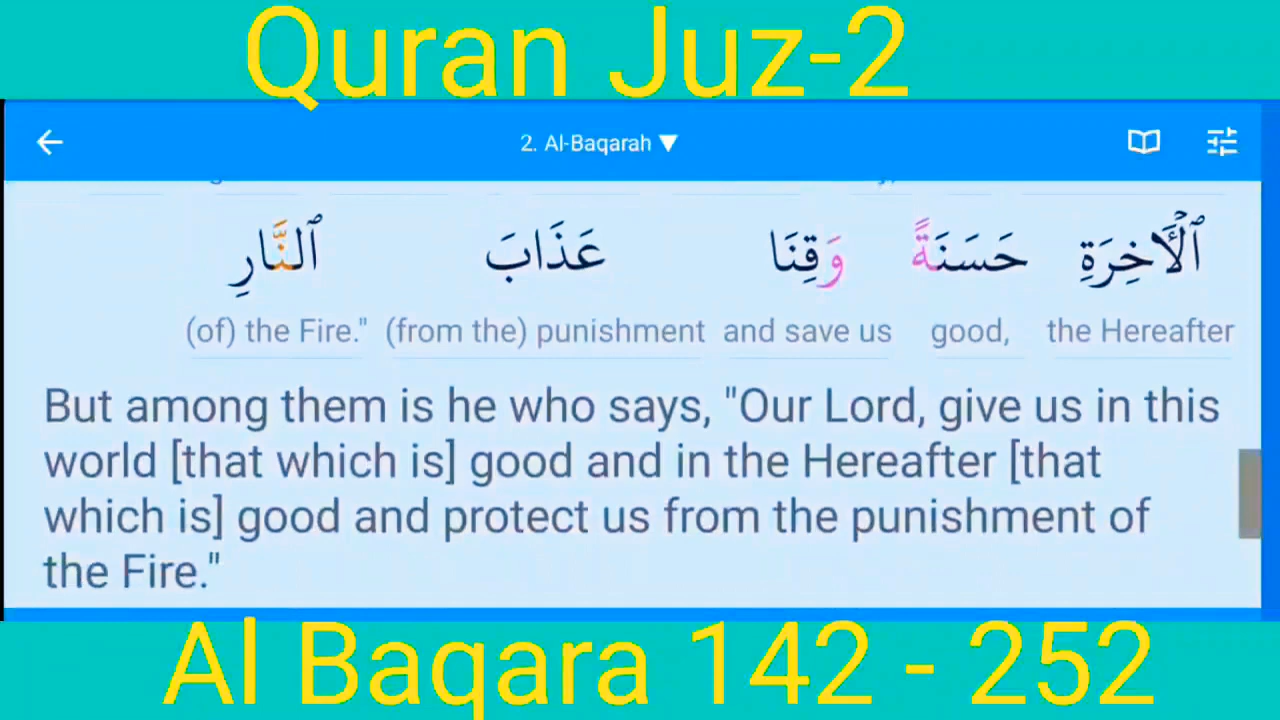 Quran Juz-2
2. Al-Baqarah ▼
ٱلْـَٔاخِرَةِ حَسَنَةً وَقِنَا عَذَابَ ٱلنَّارِ
(of) the Fire." (from the) punishment and save us good, the Hereafter
But among them is he who says, "Our Lord, give us in this
world [that which is] good and in the Hereafter [that
which is] good and protect us from the punishment of
the Fire."
Al Baqara 142 - 252